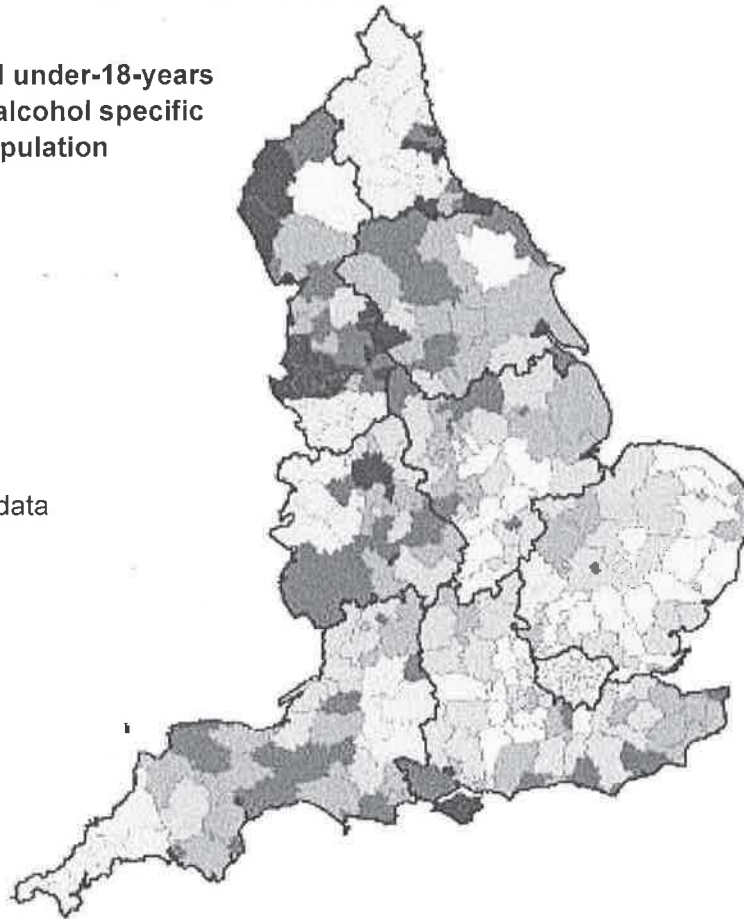 under-18-years
alcohol specific
pulation
data